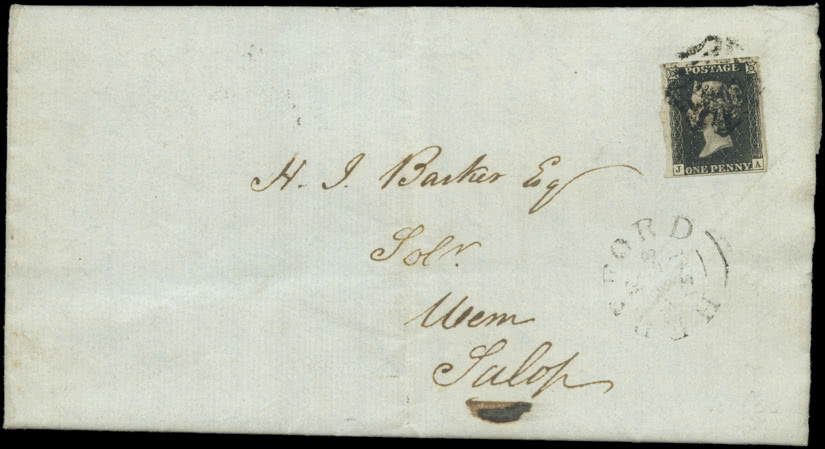 POSTAGE
J A
ONE PENNY
H. J. Barker Esq
Solr.
Wem
Salop